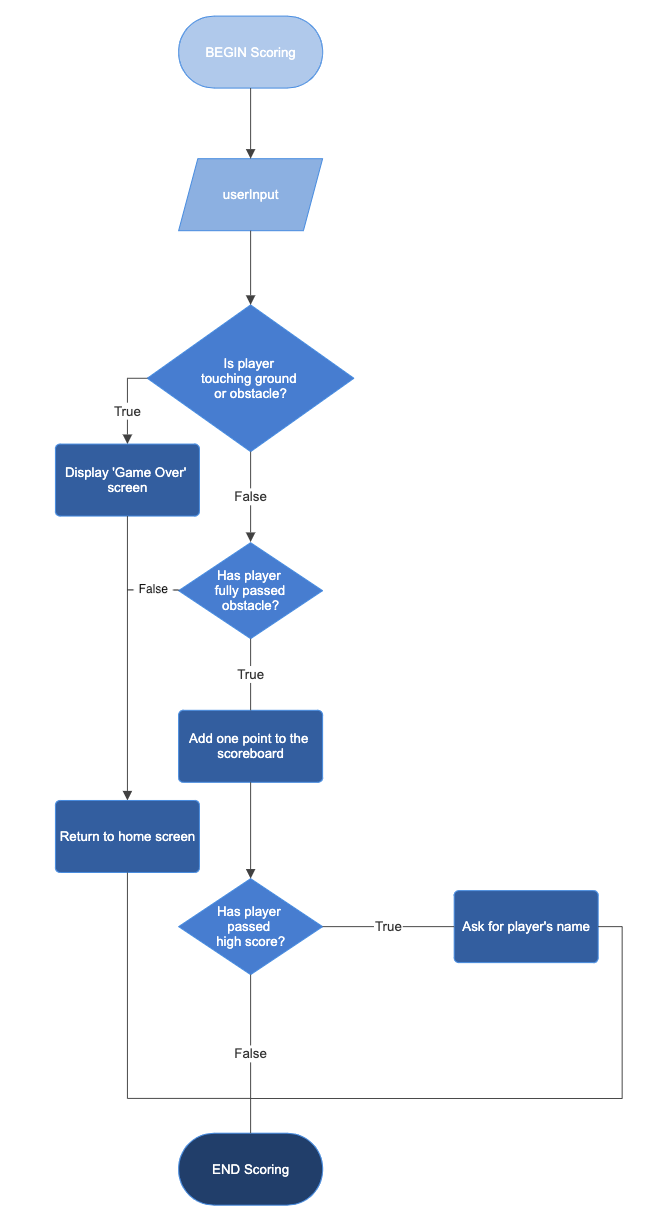 BEGIN Scoring
userInput
Is player
touching ground
or obstacle?
True
Display 'Game Over'
screen
False
Has player
fully passed
obstacle?
False
True
Add one point to the
scoreboard
Return to home screen
Has player
passed
high score?
True
Ask for player's name
False
END Scoring